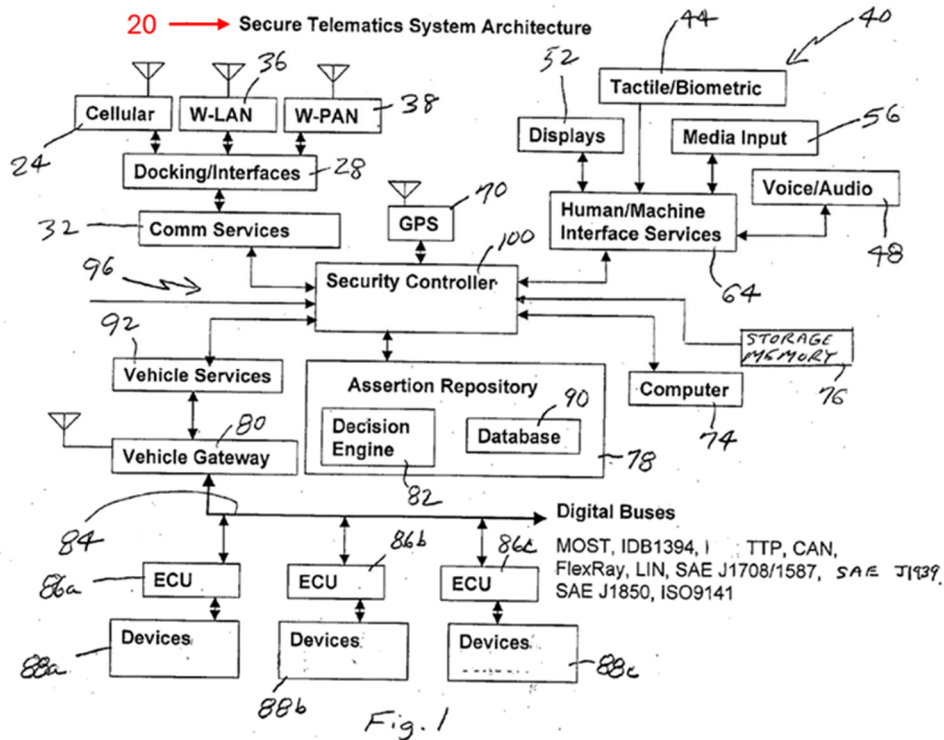 20 Secure Telematics System Architecture
44
40
36
52
Tactile/Biometric
38
Cellular
W-LAN
W-PAN
56
Displays
Media Input
24
Docking/Interfaces
28
70
Voice/Audio
GPS
Human/Machine
Interface Services
32
Comm Services
100
48
Security Controller
64
96
92
STORAGE
MEMORY
Vehicle Services
Assertion Repository
Computer
76
80
90
74
Decision
Engine
Database
Vehicle Gateway
78
82
84
Digital Buses
86b
86c
MOST, IDB1394, I TTP, CAN,
FlexRay, LIN, SAE J1708/1587, SAE J1939
SAE J1850, ISO9141
86a
ECU
ECU
ECU
Devices
Devices
Devices
88a
88b
88c
Fig. 1